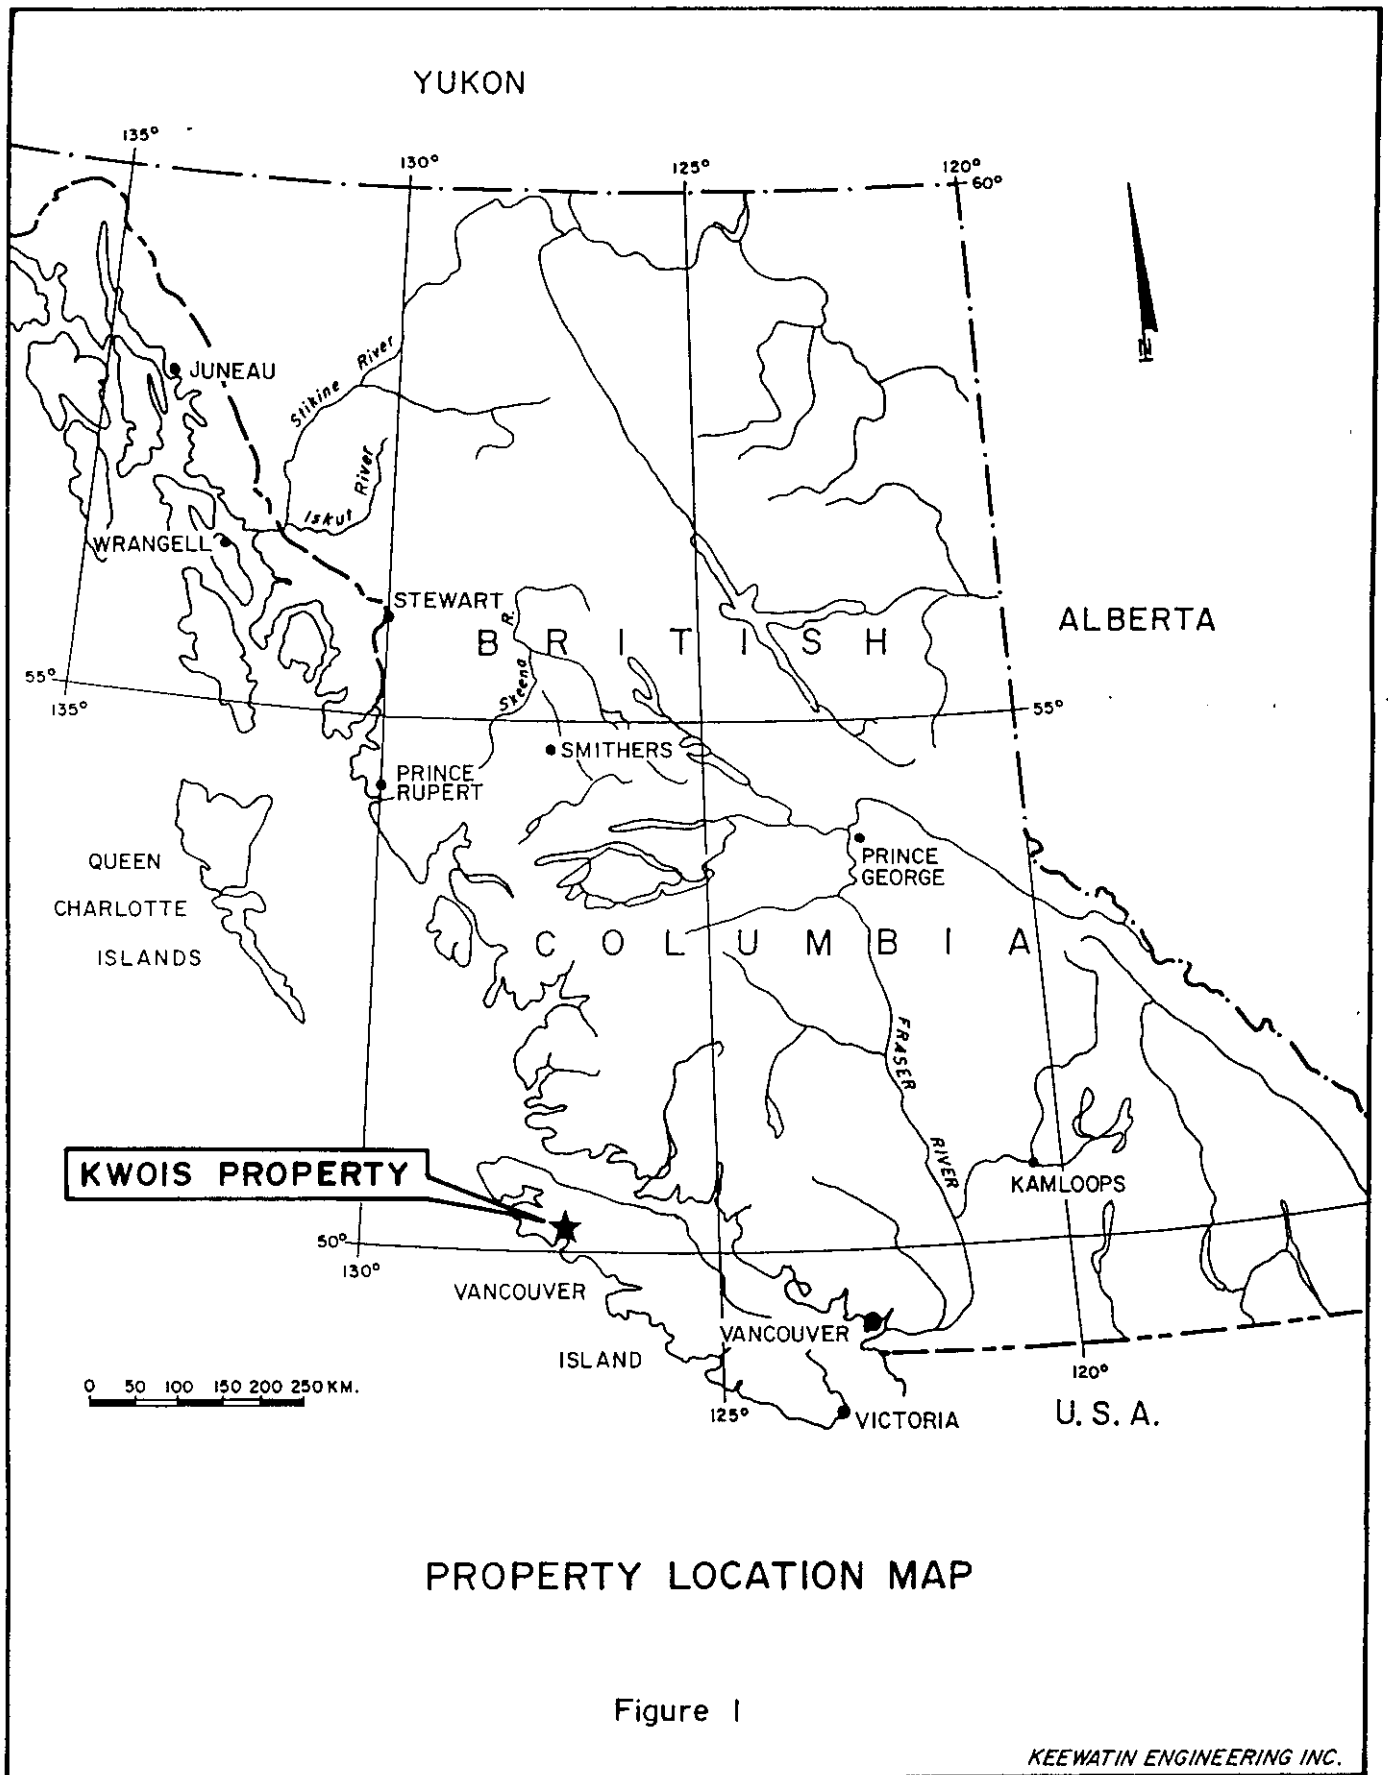 YUKON
135°
130°
125°
120°
60°
N
JUNEAU
Stikine River
Iskut River
WRANGELL
STEWART
ALBERTA
BRITISH
Skeena R.
55°
135°
55°
SMITHERS
PRINCE
RUPERT
PRINCE
GEORGE
QUEEN
CHARLOTTE
ISLANDS
COLUMBIA
FRASER
RIVER
KWOIS PROPERTY
KAMLOOPS
50°
130°
VANCOUVER
ISLAND
VANCOUVER
120°
0 50 100 150 200 250 KM.
125°
VICTORIA
U.S.A.
PROPERTY LOCATION MAP
Figure 1
KEEWATIN ENGINEERING INC.